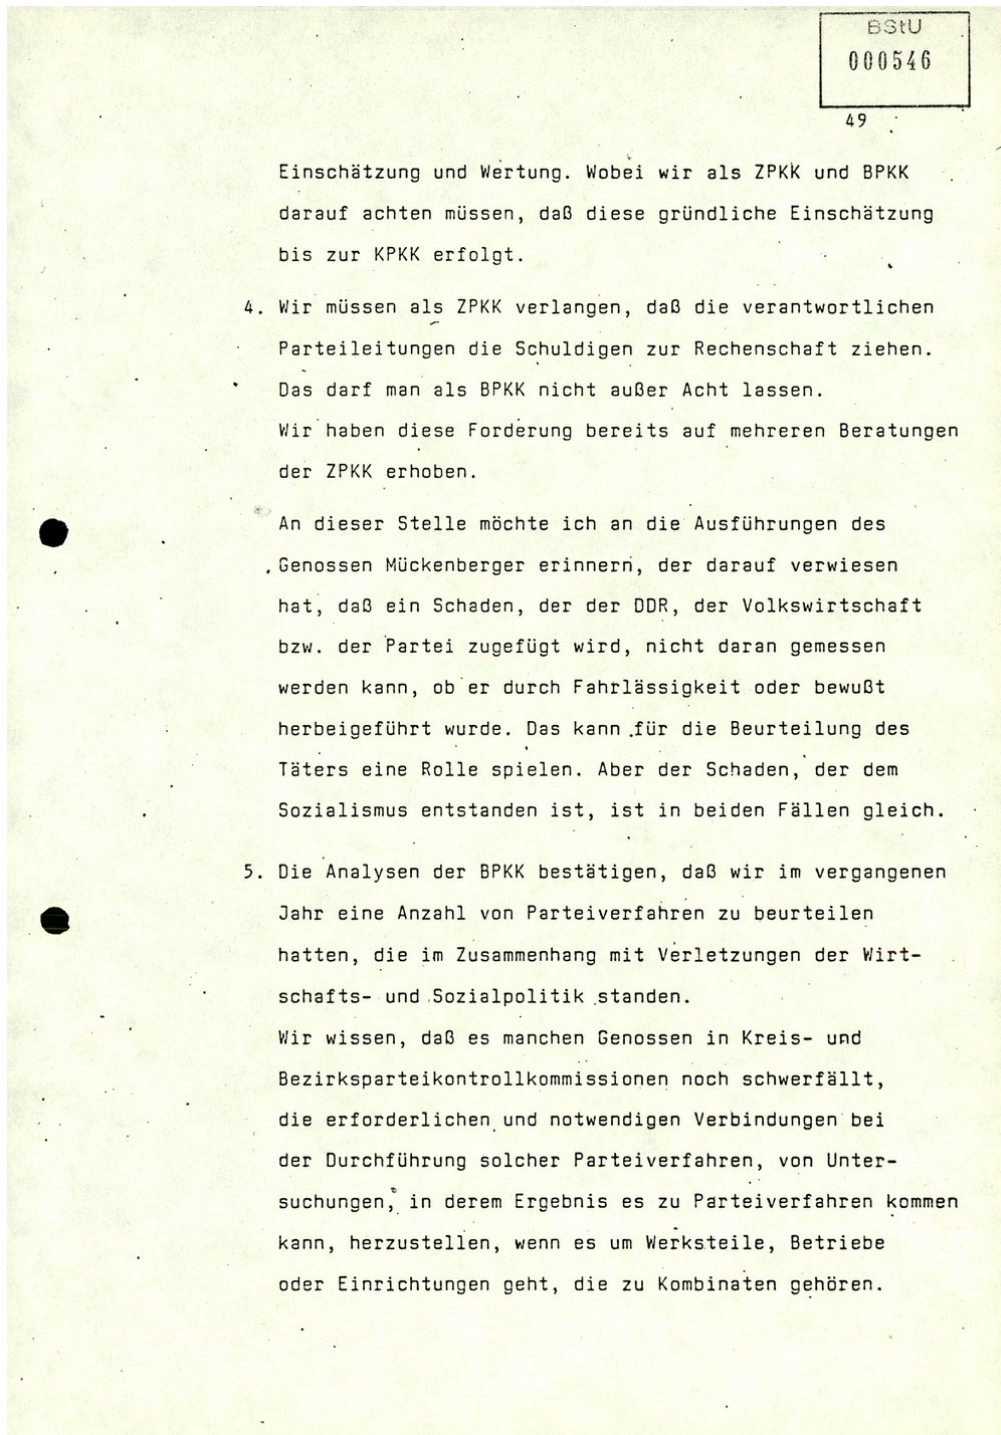 BStU
000546
49
Einschätzung und Wertung. Wobei wir als ZPKK und BPKK
darauf achten müssen, daß diese gründliche Einschätzung
bis zur KPKK erfolgt.
4. Wir müssen als ZPKK verlangen, daß die verantwortlichen
Parteileitungen die Schuldigen zur Rechenschaft ziehen.
Das darf man als BPKK nicht außer Acht lassen.
Wir haben diese Forderung bereits auf mehreren Beratungen
der ZPKK erhoben.
An dieser Stelle möchte ich an die Ausführungen des
Genossen Mückenberger erinnern, der darauf verwiesen
hat, daß ein Schaden, der der DDR, der Volkswirtschaft
bzw. der Partei zugefügt wird, nicht daran gemessen
werden kann, ob er durch Fahrlässigkeit oder bewußt
herbeigeführt wurde. Das kann für die Beurteilung des
Täters eine Rolle spielen. Aber der Schaden, der dem
Sozialismus entstanden ist, ist in beiden Fällen gleich.
5. Die Analysen der BPKK bestätigen, daß wir im vergangenen
Jahr eine Anzahl von Parteiverfahren zu beurteilen
hatten, die im Zusammenhang mit Verletzungen der Wirt-
schafts- und Sozialpolitik standen.
Wir wissen, daß es manchen Genossen in Kreis- und
Bezirksparteikontrollkommissionen noch schwerfällt,
die erforderlichen und notwendigen Verbindungen bei
der Durchführung solcher Parteiverfahren, von Unter-
suchungen, in derem Ergebnis es zu Parteiverfahren kommen
kann, herzustellen, wenn es um Werksteile, Betriebe
oder Einrichtungen geht, die zu Kombinaten gehören.